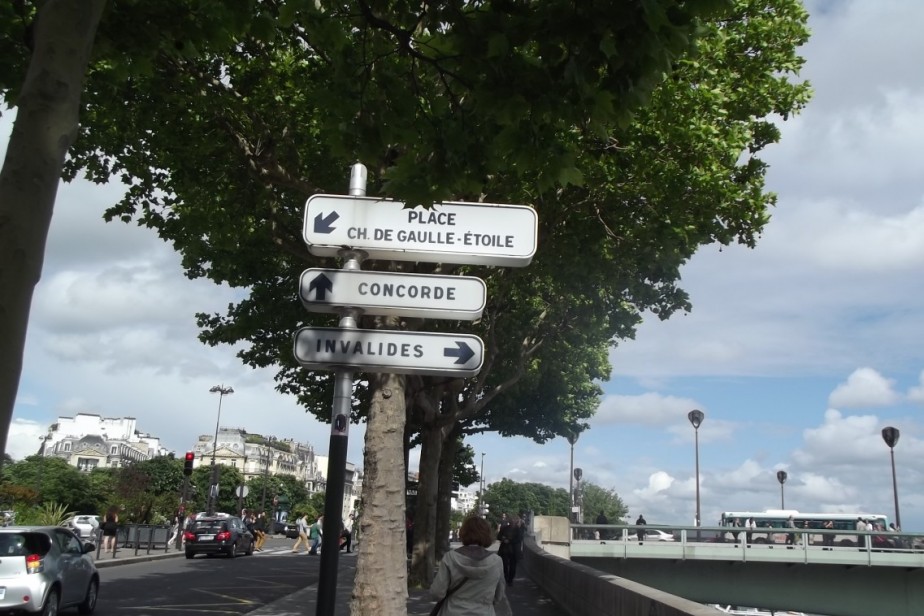 PLACE
CH. DE GAULLE-ÉTOILE
CONCORDE
INVALIDES